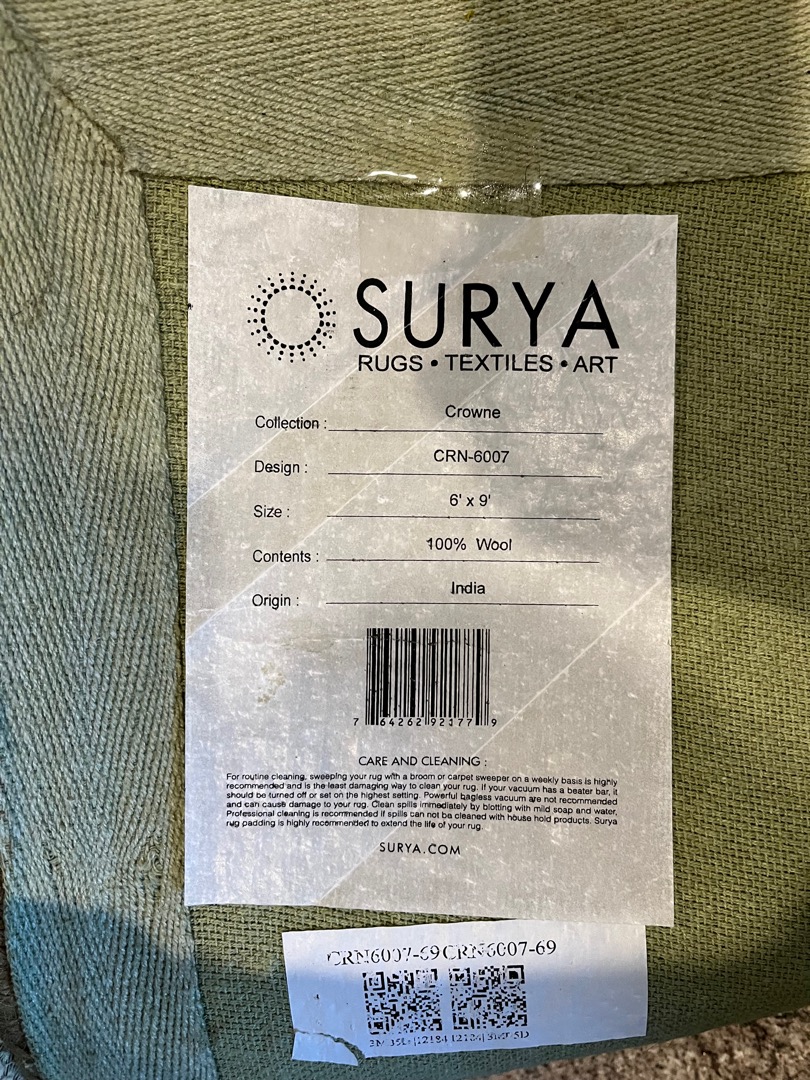 SURYA
RUGS • TEXTILES • ART
Collection : Crowne
Design : CRN-6007
Size : 6' x 9'
Contents : 100% Wool
Origin : India
7 64262 92177 9
CARE AND CLEANING :
For routine cleaning, sweeping your rug with a broom or carpet sweeper on a weekly basis is highly
recommended and is the least damaging way to clean your rug. If your vacuum has a beater bar, it
should be turned off or set on the highest setting. Powerful bagless vacuum are not recommended
and can cause damage to your rug. Clean spills immediately by blotting with mild soap and water,
Professional cleaning is recommended if spills can not be cleaned with house hold products. Surya
rug padding is highly recommended to extend the life of your rug.
SURYA.COM
CRN6007-69 CRN6007-69